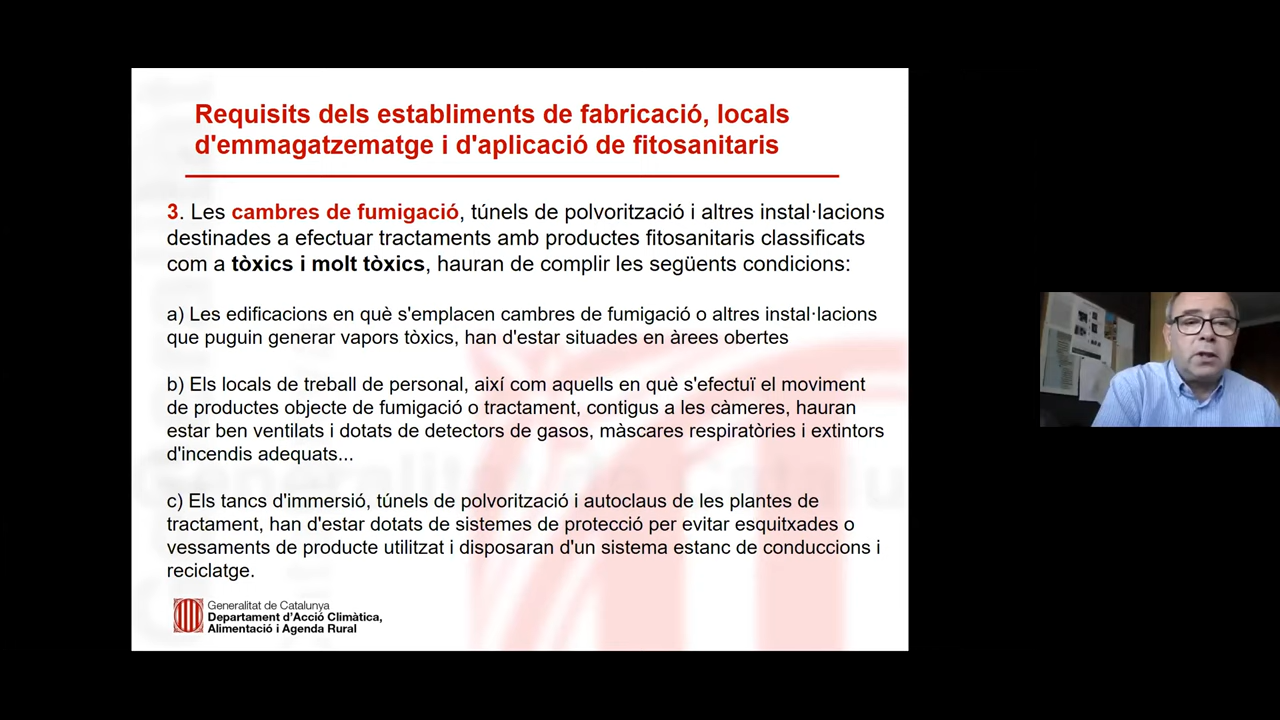 Requisits dels establiments de fabricació, locals
d'emmagatzematge i d'aplicació de fitosanitaris
3. Les cambres de fumigació, túnels de polvorització i altres instal·lacions
destinades a efectuar tractaments amb productes fitosanitaris classificats
com a tòxics i molt tòxics, hauran de complir les següents condicions:
a) Les edificacions en què s'emplacen cambres de fumigació o altres instal·lacions
que puguin generar vapors tòxics, han d'estar situades en àrees obertes
b) Els locals de treball de personal, així com aquells en què s'efectuï el moviment
de productes objecte de fumigació o tractament, contigus a les càmeres, hauran
estar ben ventilats i dotats de detectors de gasos, màscares respiratòries i extintors
d'incendis adequats...
c) Els tancs d'immersió, túnels de polvorització i autoclaus de les plantes de
tractament, han d'estar dotats de sistemes de protecció per evitar esquitxades o
vessaments de producte utilitzat i disposaran d'un sistema estanc de conduccions i
reciclatge.
Generalitat de Catalunya
Departament d'Acció Climàtica,
Alimentació i Agenda Rural